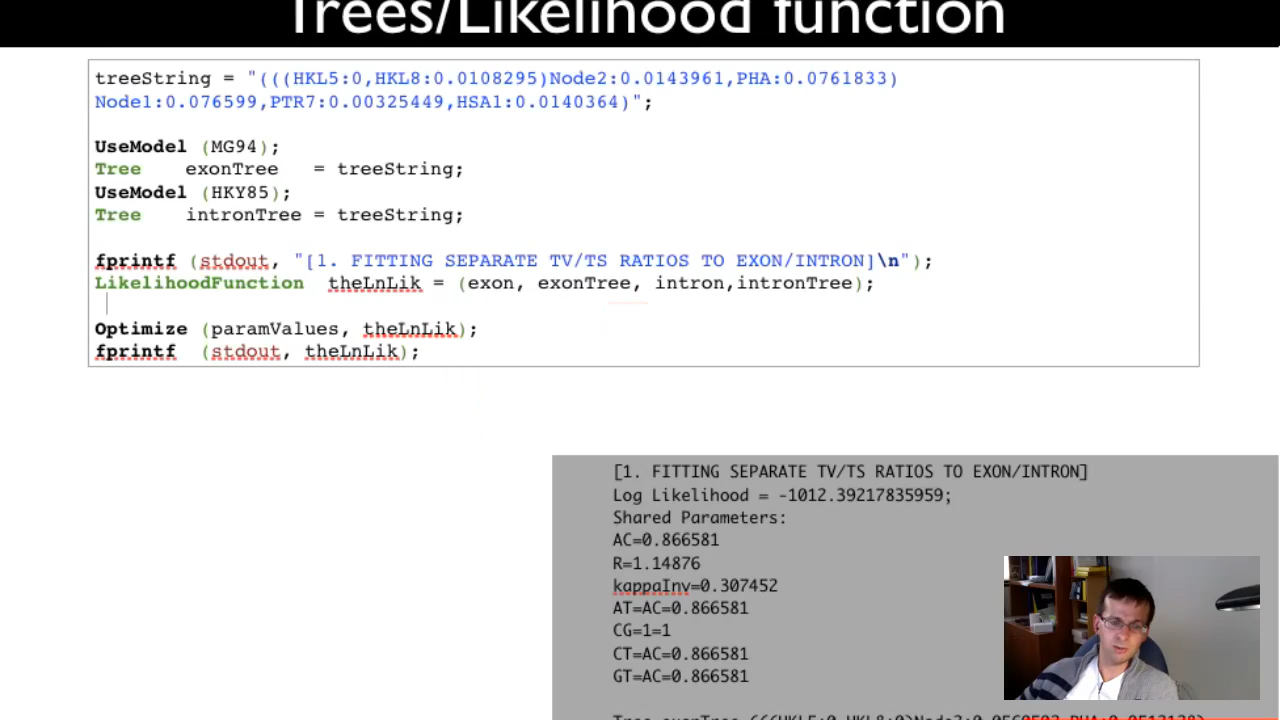 Trees/Likelihood function
treeString = "(((HKL5:0,HKL8:0.0108295)Node2:0.0143961,PHA:0.0761833)
Node1:0.076599,PTR7:0.00325449,HSA1:0.0140364)";
UseModel (MG94);
Tree exonTree = treeString;
UseModel (HKY85);
Tree intronTree = treeString;
fprintf (stdout, "[1. FITTING SEPARATE TV/TS RATIOS TO EXON/INTRON]\n");
LikelihoodFunction theLnLik = (exon, exonTree, intron,intronTree);
Optimize (paramValues, theLnLik);
fprintf (stdout, theLnLik);
[1. FITTING SEPARATE TV/TS RATIOS TO EXON/INTRON]
Log Likelihood = -1012.39217835959;
Shared Parameters:
AC=0.866581
R=1.14876
kappaInv=0.307452
AT=AC=0.866581
CG=1=1
CT=AC=0.866581
GT=AC=0.866581